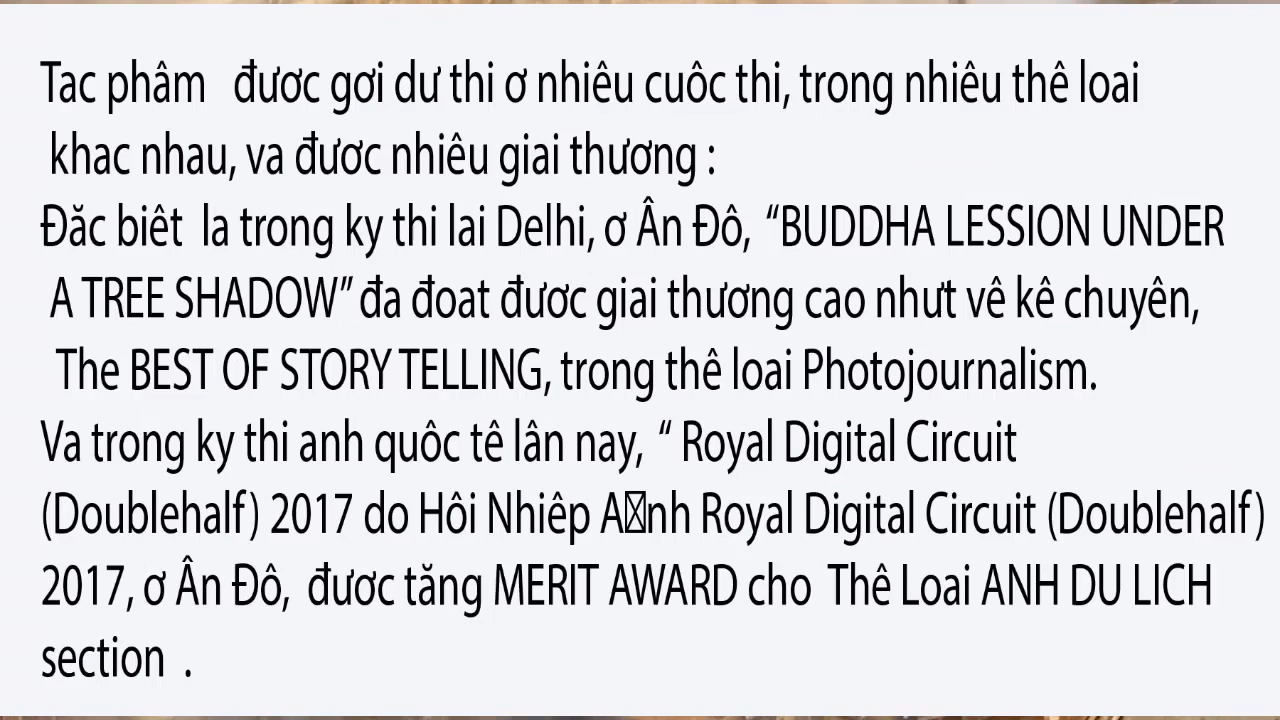 Tac phâm được gơi dư thi ơ nhiêu cuôc thi, trong nhiêu thê loai
khac nhau, va đươc nhiêu giai thương :
Đăc biêt la trong ky thi lai Delhi, ơ Ân Đô, “BUDDHA LESSION UNDER
A TREE SHADOW” đa đoat đươc giai thương cao nhưt vê kê chuyên,
The BEST OF STORY TELLING, trong thê loai Photojournalism.
Va trong ky thi anh quôc tê lân nay, “ Royal Digital Circuit
(Doublehalf) 2017 do Hôi Nhiêp A▯nh Royal Digital Circuit (Doublehalf)
2017, ơ Ân Đô, đươc tăng MERIT AWARD cho Thê Loai ANH DU LICH
section .